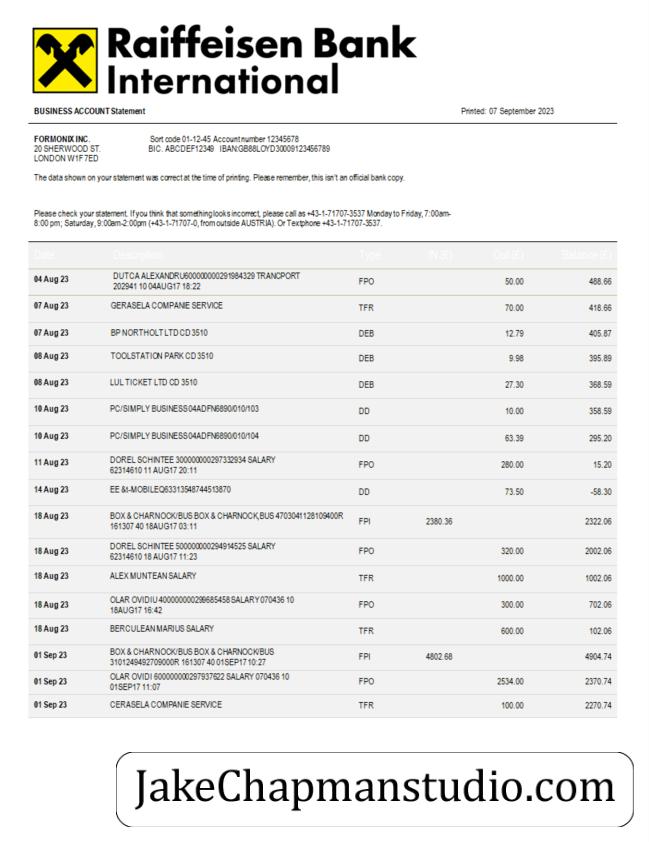 Raiffeisen Bank
International
BUSINESS ACCOUNT Statement Printed: 07 September 2023
FORMONIX INC. Sort code 01-12-45 Account number 12345678
20 SHERWOOD ST. BIC: ABCDEF12349 IBAN:GB88LOYD30009123456789
LONDON W1F7ED
The data shown on your statement was correct at the time of printing. Please remember, this isn't an official bank copy.
Please check your statement. If you think that something looks incorrect, please call as +43-1-71707-3537 Monday to Friday, 7:00am-
8:00 pm; Saturday, 9:00am-2:00pm (+43-1-71707-0, from outside AUSTRIA). Or Textphone +43-1-71707-3537.
Date Description Type IN (£) Out (£) Balance (£)
04 Aug 23 DUTCA ALEXANDRU600000000291984329 TRANCPORT FPO 50.00 488.66
202941 10 04AUG17 18:22
07 Aug 23 GERASELA COMPANIE SERVICE TFR 70.00 418.66
07 Aug 23 BP NORTHOLT LTD CD 3510 DEB 12.79 405.87
08 Aug 23 TOOLSTATION PARK CD 3510 DEB 9.98 395.89
08 Aug 23 LUL TICKET LTD CD 3510 DEB 27.30 368.59
10 Aug 23 PC/SIMPLY BUSINESS04ADFN6890/010/103 DD 10.00 358.59
10 Aug 23 PC/SIMPLY BUSINESS04ADFN6890/010/104 DD 63.39 295.20
11 Aug 23 DOREL SCHINTEE 300000000297332934 SALARY FPO 280.00 15.20
62314610 11 AUG17 20:11
14 Aug 23 EE &t-MOBILEQ63313548744513870 DD 73.50 -58.30
18 Aug 23 BOX & CHARNOCK/BUS BOX & CHARNOCK,BUS 4703041128109400R FPI 2380.36 2322.06
161307 40 18AUG17 03:11
18 Aug 23 DOREL SCHINTEE 500000000294914525 SALARY FPO 320.00 2002.06
62314610 18 AUG17 11:23
18 Aug 23 ALEX MUNTEAN SALARY TFR 1000.00 1002.06
18 Aug 23 OLAR OVIDIU 400000000299685458 SALARY 070436 10 FPO 300.00 702.06
18AUG17 16:42
18 Aug 23 BERCULEAN MARIUS SALARY TFR 600.00 102.06
01 Sep 23 BOX & CHARNOCK/BUS BOX & CHARNOCK/BUS FPI 4802.68 4904.74
3101249492709000R 161307 40 01SEP17 10:27
01 Sep 23 OLAR OVIDI 600000000297937622 SALARY 070436 10 FPO 2534.00 2370.74
01SEP17 11:07
01 Sep 23 CERASELA COMPANIE SERVICE TFR 100.00 2270.74
JakeChapmanstudio.com